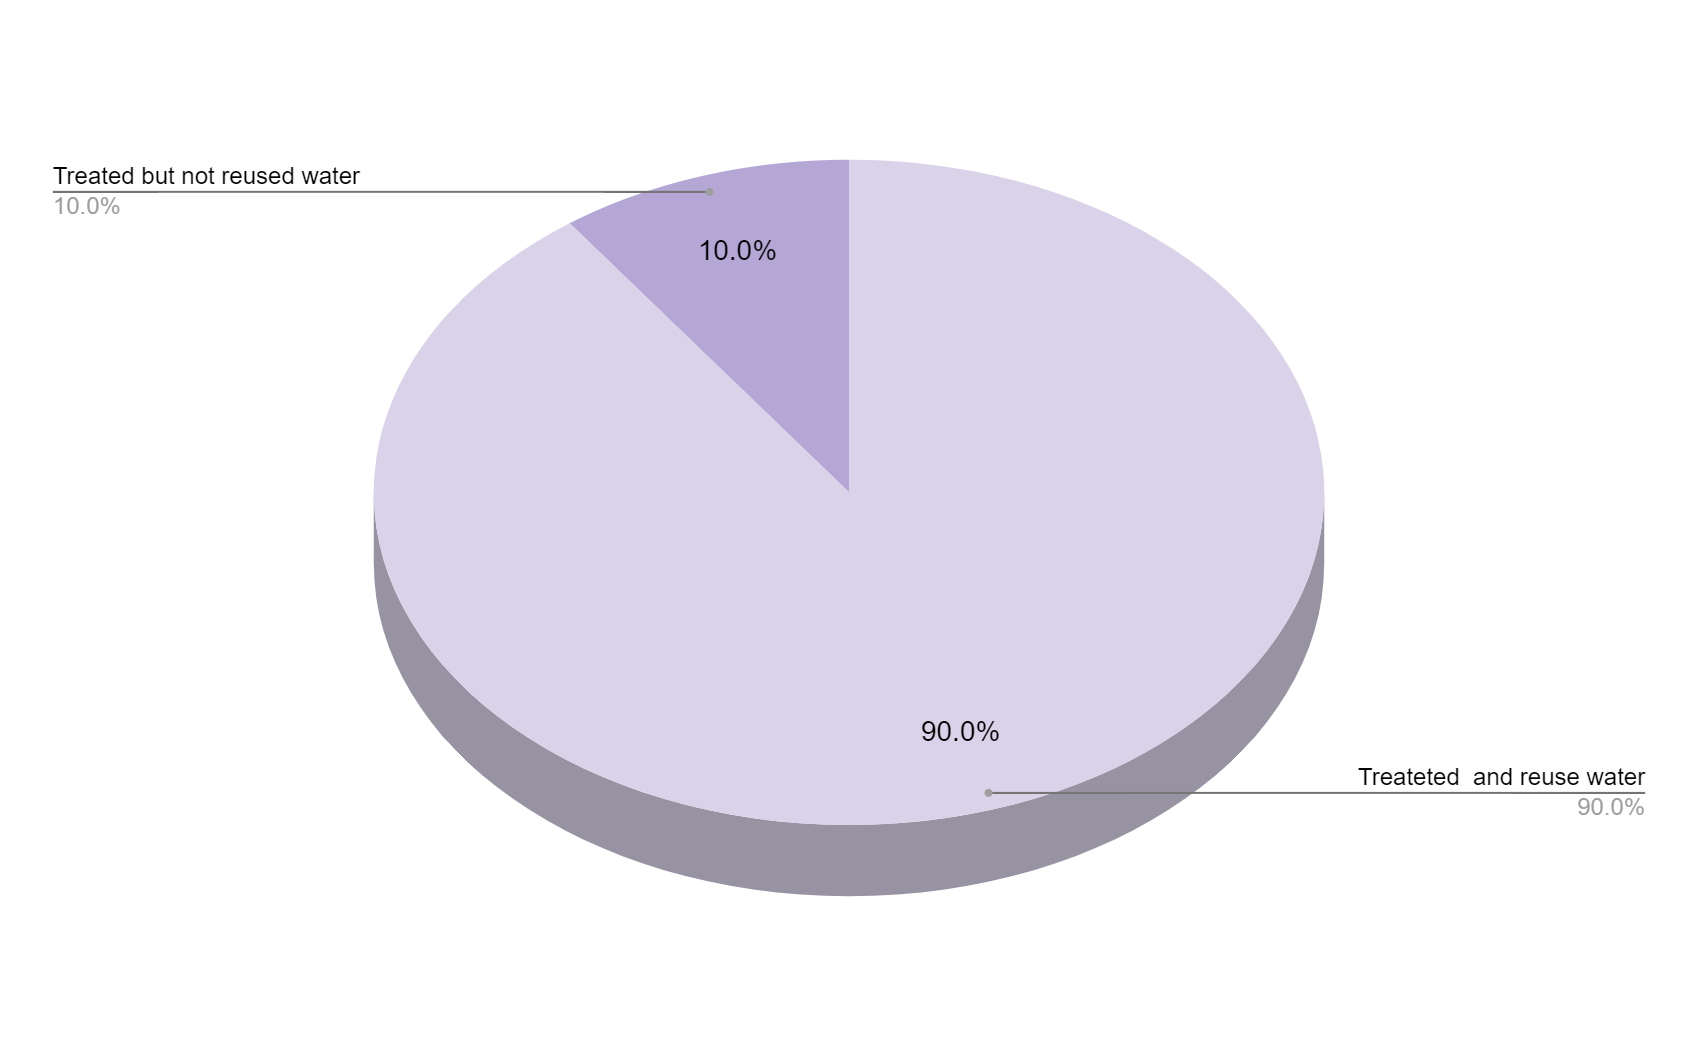 Treated but not reused water
10.0%
10.0%
90.0%
Treateted  and reuse water
90.0%